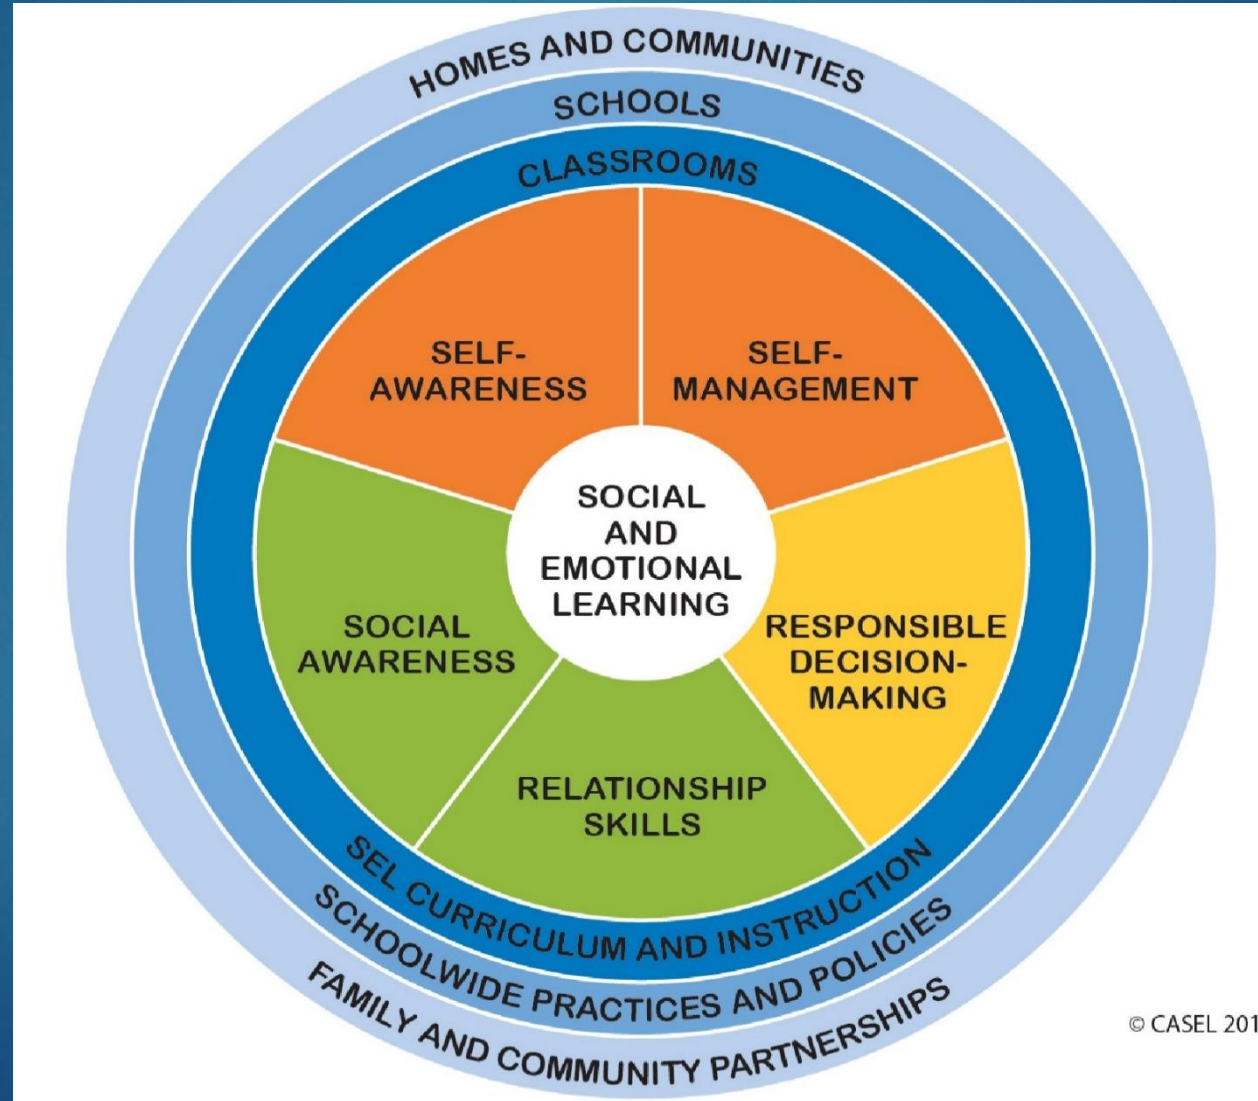 HOMES AND COMMUNITIES
SCHOOLS
CLASSROOMS
SELF-
AWARENESS
SELF-
MANAGEMENT
SOCIAL
AND
EMOTIONAL
LEARNING
SOCIAL
AWARENESS
RESPONSIBLE
DECISION-
MAKING
RELATIONSHIP
SKILLS
SEL CURRICULUM AND INSTRUCTION
SCHOOLWIDE PRACTICES AND POLICIES
FAMILY AND COMMUNITY PARTNERSHIPS
© CASEL 201